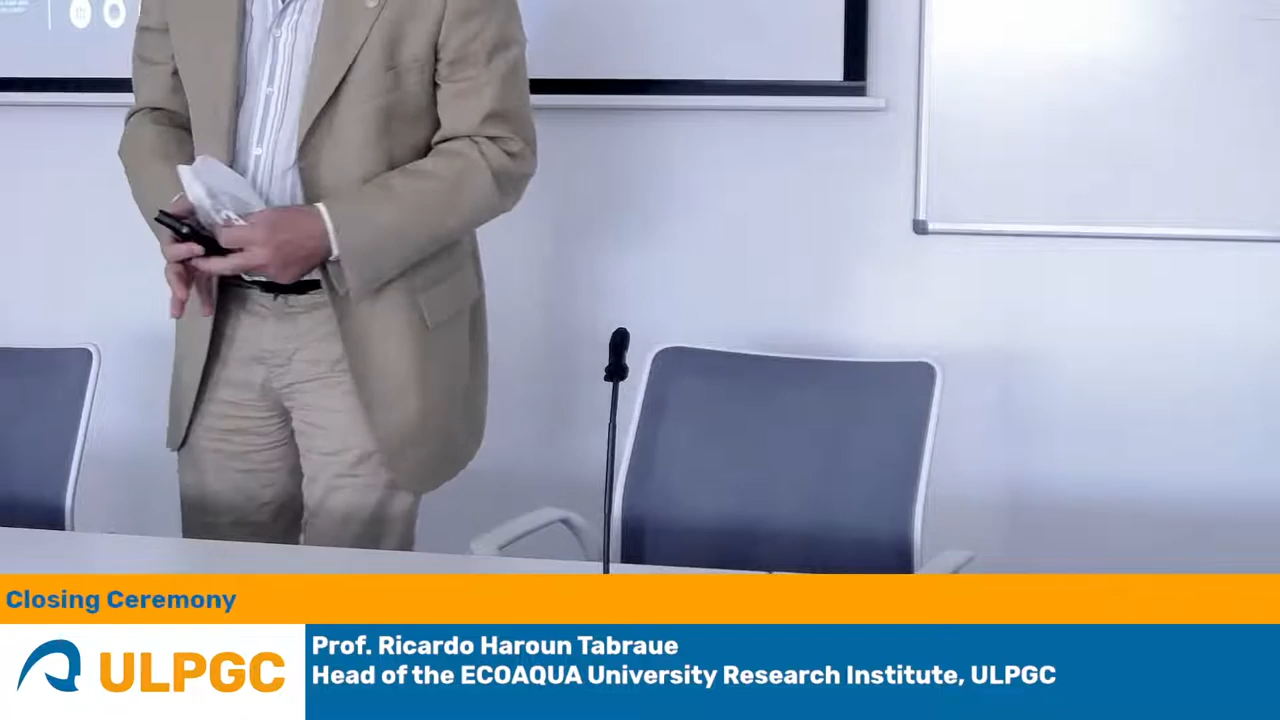 Closing Ceremony
ULPGC
Prof. Ricardo Haroun Tabraue
Head of the ECOAQUA University Research Institute, ULPGC